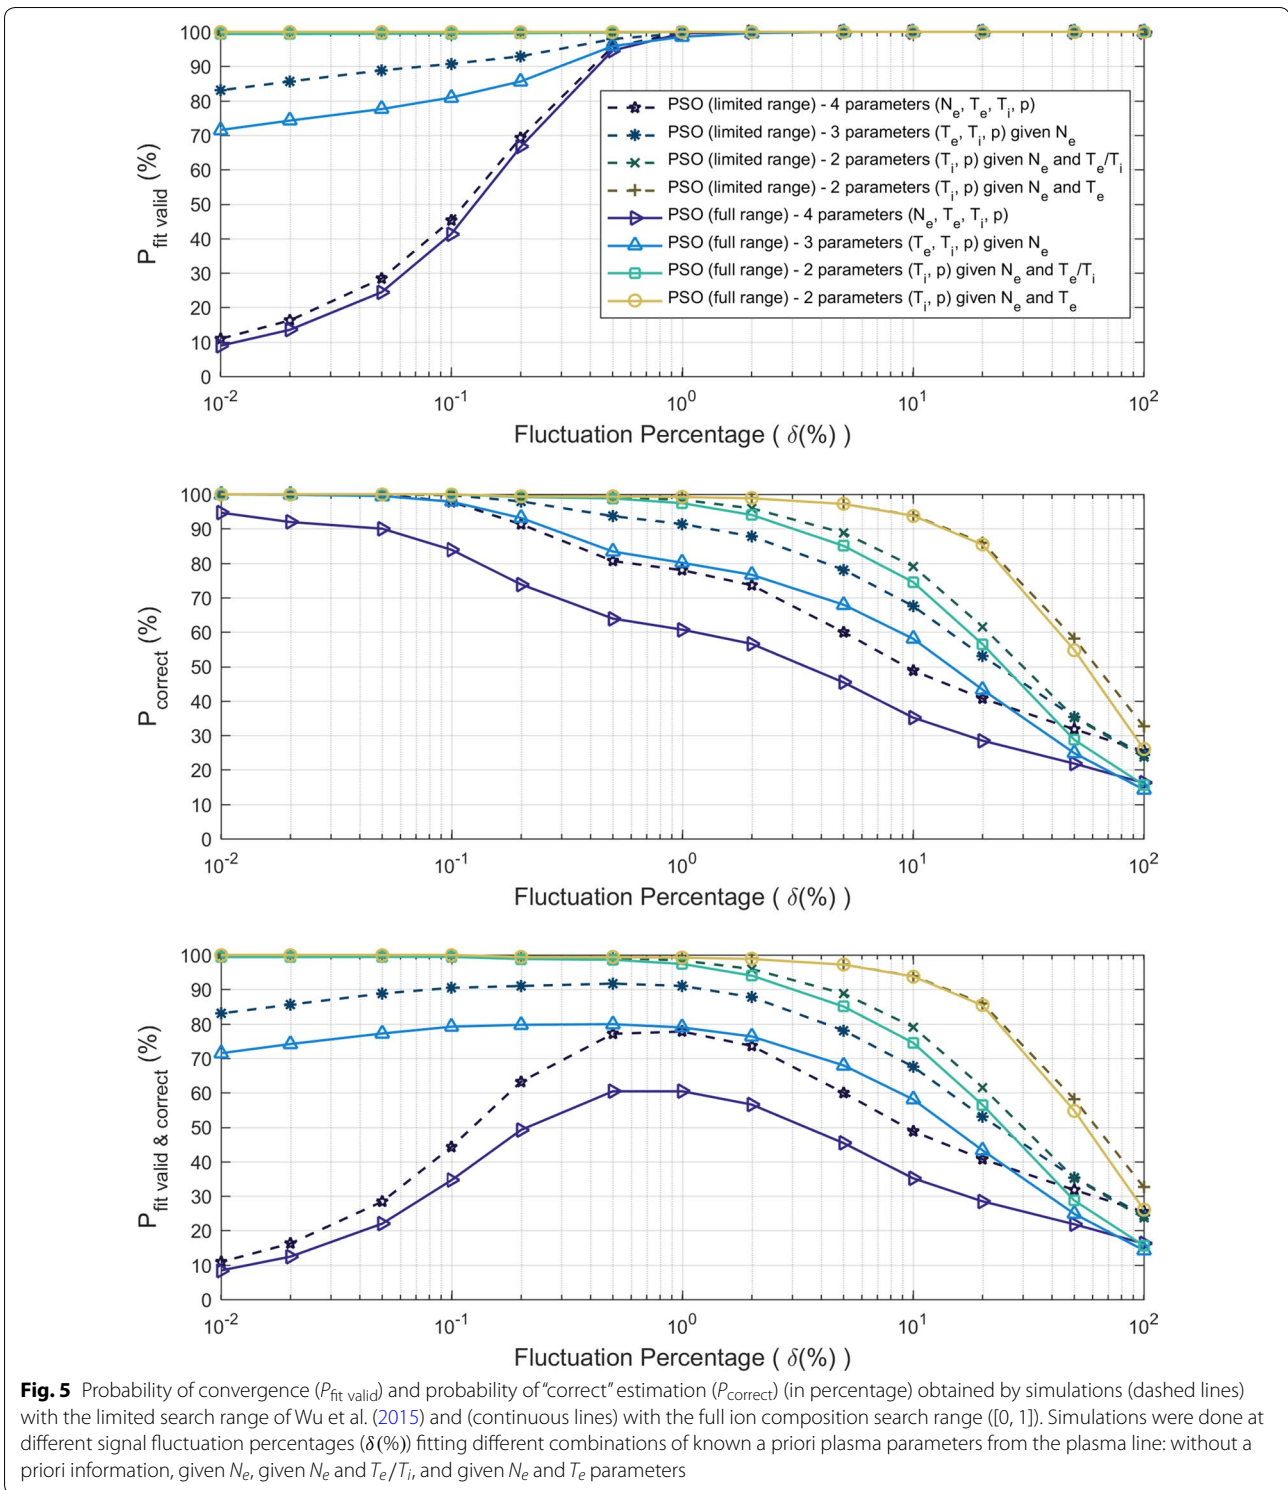 100
90
80
70
60
50
40
30
20
10
0
P fit valid (%)
PSO (limited range) - 4 parameters (Ne, Te, Ti, p)
PSO (limited range) - 3 parameters (Te, Ti, p) given Ne
PSO (limited range) - 2 parameters (Ti, p) given Ne and Te/Ti
PSO (limited range) - 2 parameters (Ti, p) given Ne and Te
PSO (full range) - 4 parameters (Ne, Te, Ti, p)
PSO (full range) - 3 parameters (Te, Ti, p) given Ne
PSO (full range) - 2 parameters (Ti, p) given Ne and Te/Ti
PSO (full range) - 2 parameters (Ti, p) given Ne and Te
10-2 10-1 100 101 102
Fluctuation Percentage ( δ(%) )
100
90
80
70
60
50
40
30
20
10
0
P correct (%)
10-2 10-1 100 101 102
Fluctuation Percentage ( δ(%) )
100
90
80
70
60
50
40
30
20
10
0
P fit valid & correct (%)
10-2 10-1 100 101 102
Fluctuation Percentage ( δ(%) )
Fig. 5 Probability of convergence (Pfit valid) and probability of “correct” estimation (Pcorrect) (in percentage) obtained by simulations (dashed lines)
with the limited search range of Wu et al. (2015) and (continuous lines) with the full ion composition search range ([0, 1]). Simulations were done at
different signal fluctuation percentages (δ(%)) fitting different combinations of known a priori plasma parameters from the plasma line: without a
priori information, given Ne, given Ne and Te/Ti, and given Ne and Te parameters